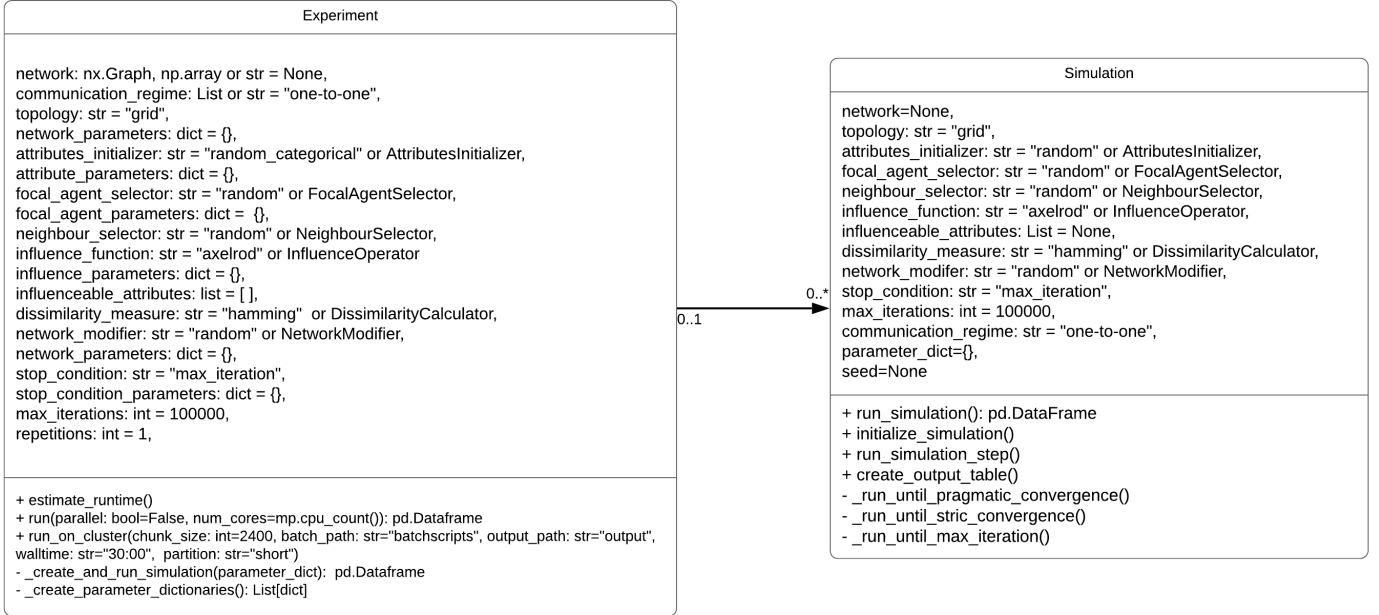 Experiment
network: nx.Graph, np.array or str = None,
communication_regime: List or str = "one-to-one",
topology: str = "grid",
network_parameters: dict = {},
attributes_initializer: str = "random_categorical" or AttributesInitializer,
attribute_parameters: dict = {},
focal_agent_selector: str = "random" or FocalAgentSelector,
focal_agent_parameters: dict =  {},
neighbour_selector: str = "random" or NeighbourSelector,
influence_function: str = "axelrod" or InfluenceOperator
influence_parameters: dict = {},
influenceable_attributes: list = [ ],
dissimilarity_measure: str = "hamming"  or DissimilarityCalculator,
network_modifier: str = "random" or NetworkModifier,
network_parameters: dict = {},
stop_condition: str = "max_iteration",
stop_condition_parameters: dict = {},
max_iterations: int = 100000,
repetitions: int = 1,
+ estimate_runtime()
+ run(parallel: bool=False, num_cores=mp.cpu_count()): pd.Dataframe
+ run_on_cluster(chunk_size: int=2400, batch_path: str="batchscripts", output_path: str="output",
walltime: str="30:00",  partition: str="short")
- _create_and_run_simulation(parameter_dict):  pd.Dataframe
- _create_parameter_dictionaries(): List[dict]
0..1
0..*
Simulation
network=None,
topology: str = "grid",
attributes_initializer: str = "random" or AttributesInitializer,
focal_agent_selector: str = "random" or FocalAgentSelector,
neighbour_selector: str = "random" or NeighbourSelector,
influence_function: str = "axelrod" or InfluenceOperator,
influenceable_attributes: List = None,
dissimilarity_measure: str = "hamming" or DissimilarityCalculator,
network_modifer: str = "random" or NetworkModifier,
stop_condition: str = "max_iteration",
max_iterations: int = 100000,
communication_regime: str = "one-to-one",
parameter_dict={},
seed=None
+ run_simulation(): pd.DataFrame
+ initialize_simulation()
+ run_simulation_step()
+ create_output_table()
- _run_until_pragmatic_convergence()
- _run_until_stric_convergence()
- _run_until_max_iteration()